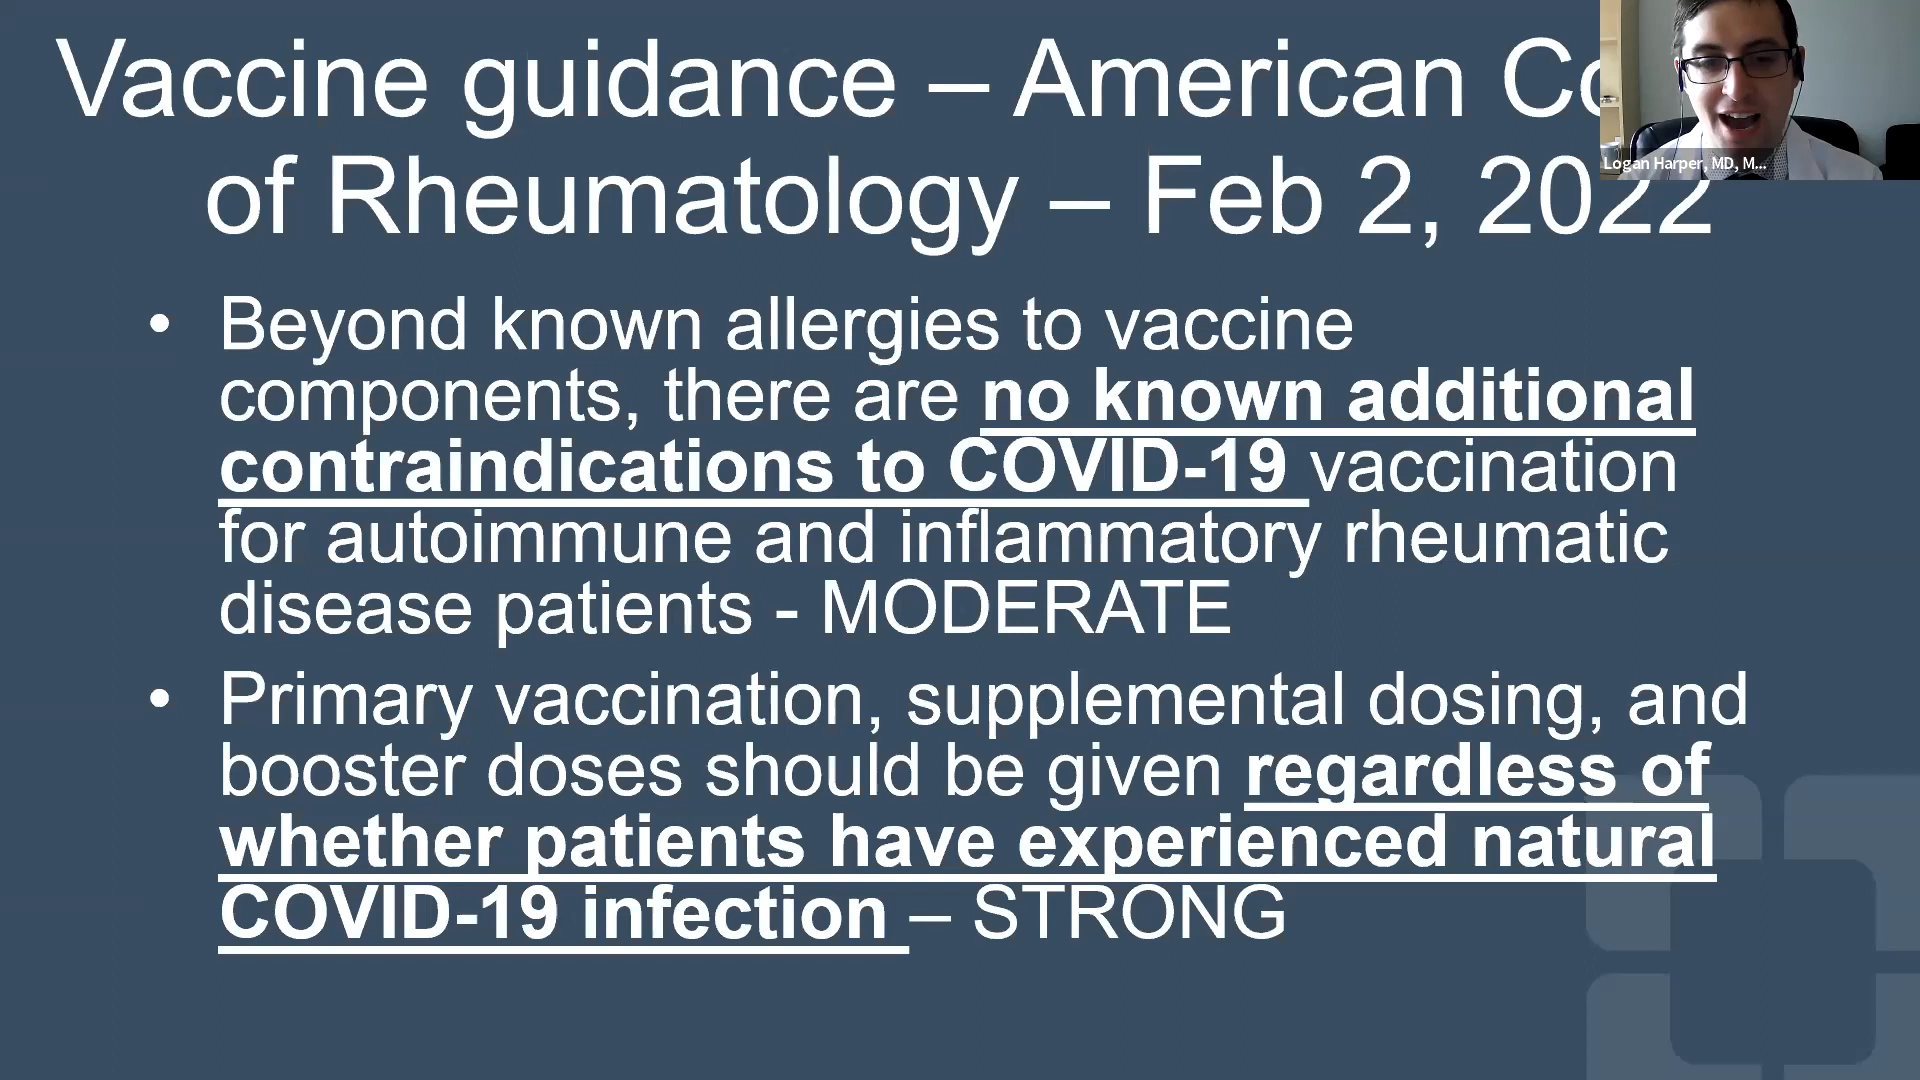 Vaccine guidance – American Co
of Rheumatology – Feb 2, 2022
Logan Harper, MD, M...
• Beyond known allergies to vaccine
components, there are no known additional
contraindications to COVID-19 vaccination
for autoimmune and inflammatory rheumatic
disease patients - MODERATE
• Primary vaccination, supplemental dosing, and
booster doses should be given regardless of
whether patients have experienced natural
COVID-19 infection – STRONG